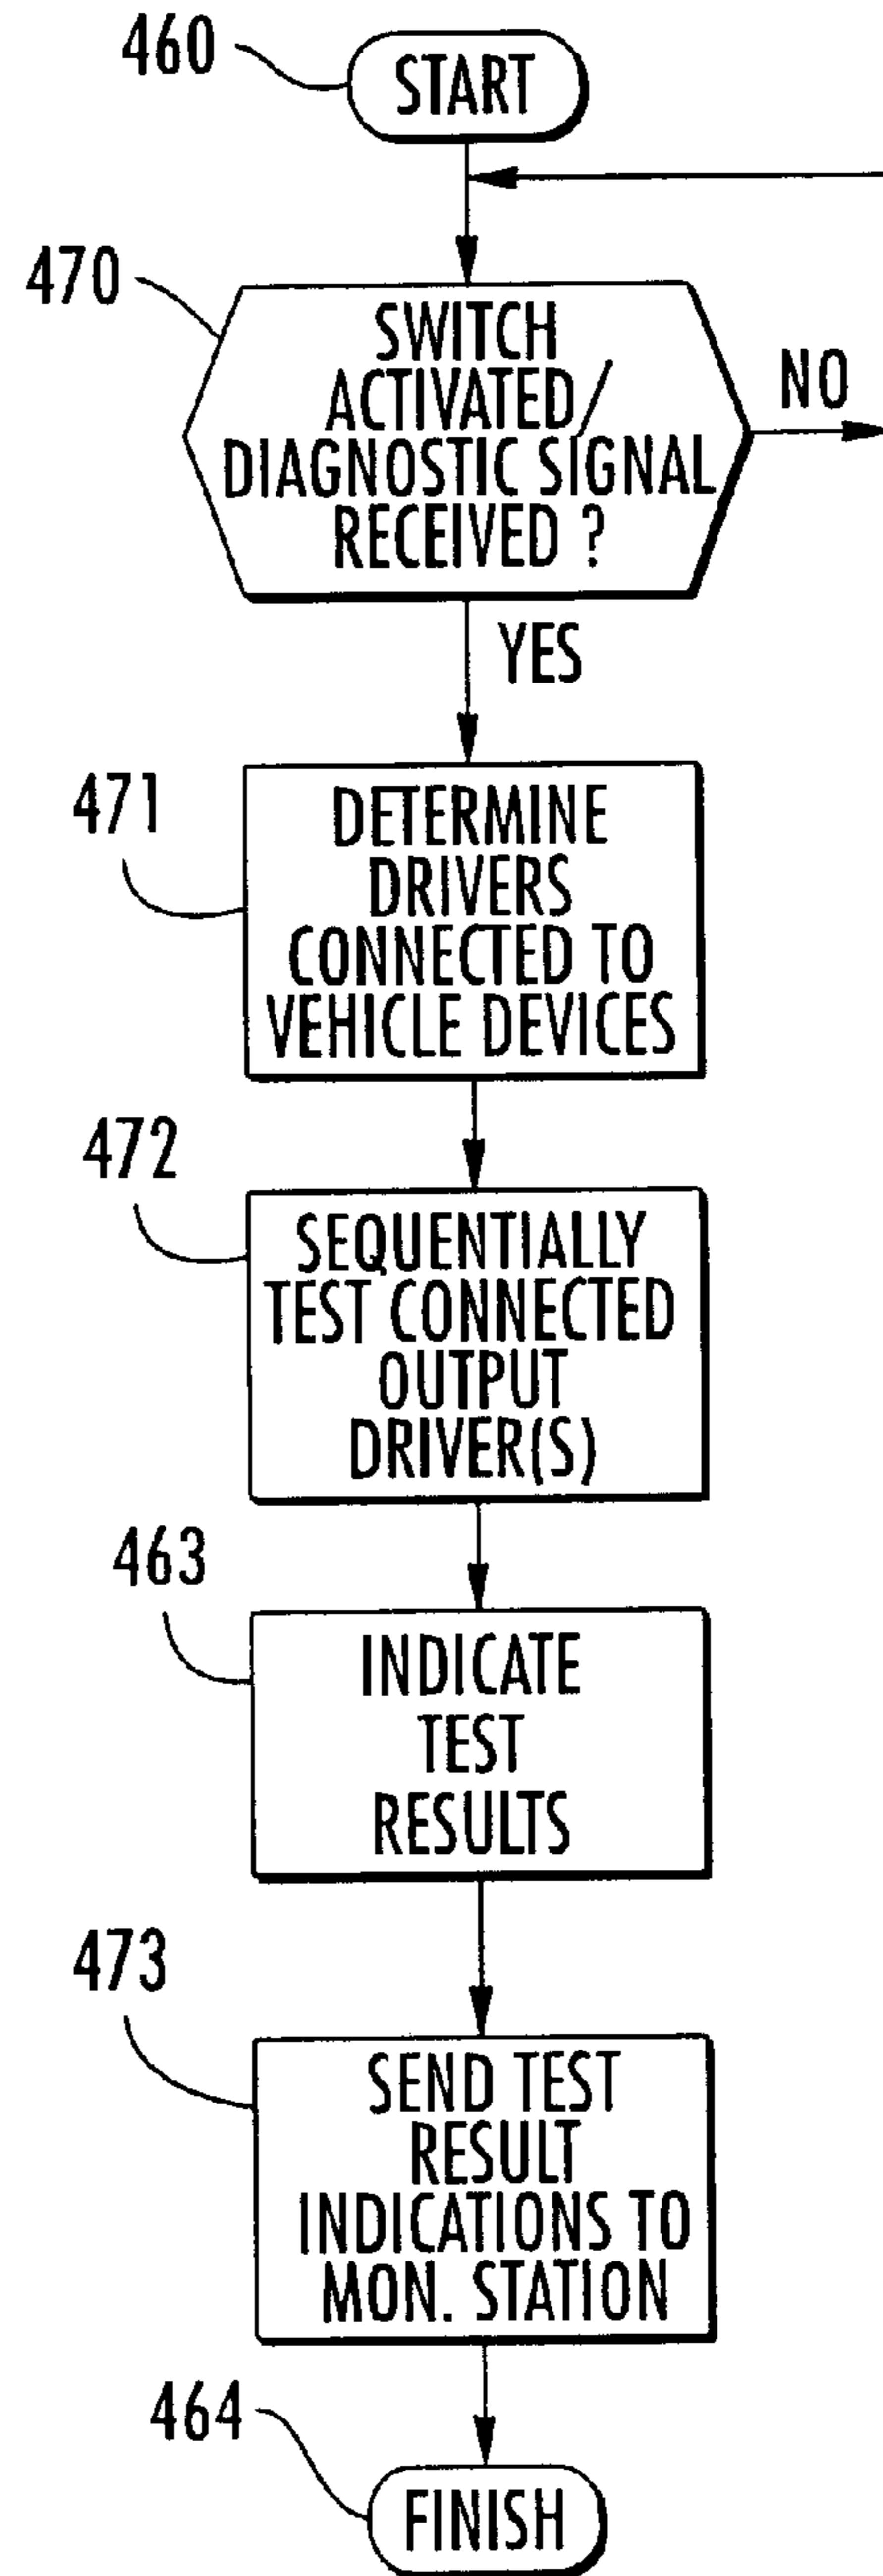 460
START
470
SWITCH
ACTIVATED/
DIAGNOSTIC SIGNAL
RECEIVED ?
NO
YES
471
DETERMINE
DRIVERS
CONNECTED TO
VEHICLE DEVICES
472
SEQUENTIALLY
TEST CONNECTED
OUTPUT
DRIVER(S)
463
INDICATE
TEST
RESULTS
473
SEND TEST
RESULT
INDICATIONS TO
MON. STATION
464
FINISH